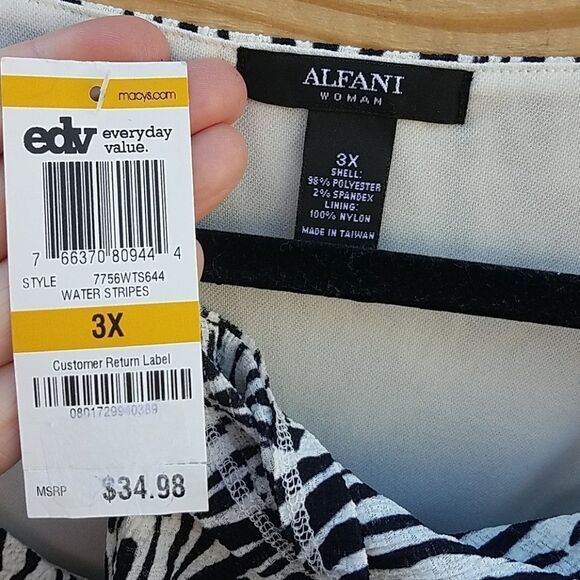 macys.com
edv everyday value.
7 66370 80944 4
STYLE 7756WTS644
WATER STRIPES
3X
Customer Return Label
0801729940369
MSRP $34.98
ALFANI
WOMAN
3X
SHELL:
98% POLYESTER
2% SPANDEX
LINING:
100% NYLON
MADE IN TAIWAN